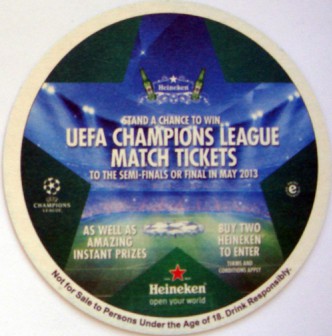 Heineken
STAND A CHANCE TO WIN
UEFA CHAMPIONS LEAGUE
MATCH TICKETS
TO THE SEMI-FINALS OR FINAL IN MAY 2013
UEFA
CHAMPIONS
LEAGUE
e
AS WELL AS
AMAZING
INSTANT PRIZES
BUY TWO
HEINEKEN
TO ENTER
TERMS AND
CONDITIONS APPLY
Heineken
open your world
Not for Sale to Persons Under the Age of 18. Drink Responsibly.